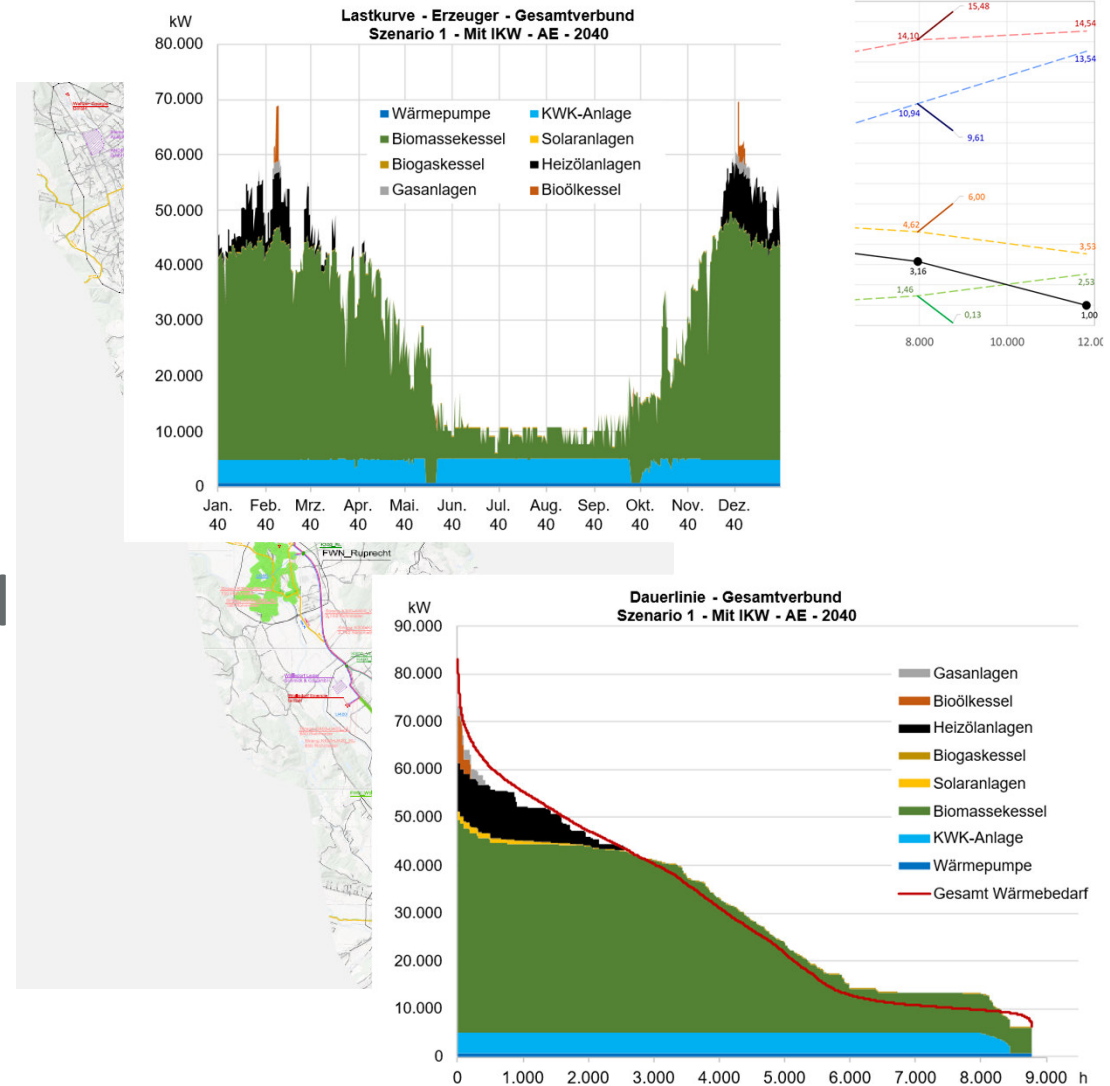 Lastkurve - Erzeuger - Gesamtverbund
Szenario 1 - Mit IKW - AE - 2040
kW
80.000
70.000
60.000
50.000
40.000
30.000
20.000
10.000
0
Wärmepumpe
KWK-Anlage
Biomassekessel
Solaranlagen
Biogaskessel
Heizölanlagen
Gasanlagen
Bioölkessel
Jan. Feb. Mrz. Apr. Mai. Jun. Jul. Aug. Sep. Okt. Nov. Dez.
40 40 40 40 40 40 40 40 40 40 40 40
15,48
14,10
14,54
13,54
10,94
9,61
6,00
4,62
3,53
3,16
2,53
1,46
0,13
1,00
8.000 10.000 12.00
FWN_Ruprecht
Dauerlinie - Gesamtverbund
Szenario 1 - Mit IKW - AE - 2040
kW
90.000
80.000
70.000
60.000
50.000
40.000
30.000
20.000
10.000
0
Gasanlagen
Bioölkessel
Heizölanlagen
Biogaskessel
Solaranlagen
Biomassekessel
KWK-Anlage
Wärmepumpe
Gesamt Wärmebedarf
0 1.000 2.000 3.000 4.000 5.000 6.000 7.000 8.000 9.000 h